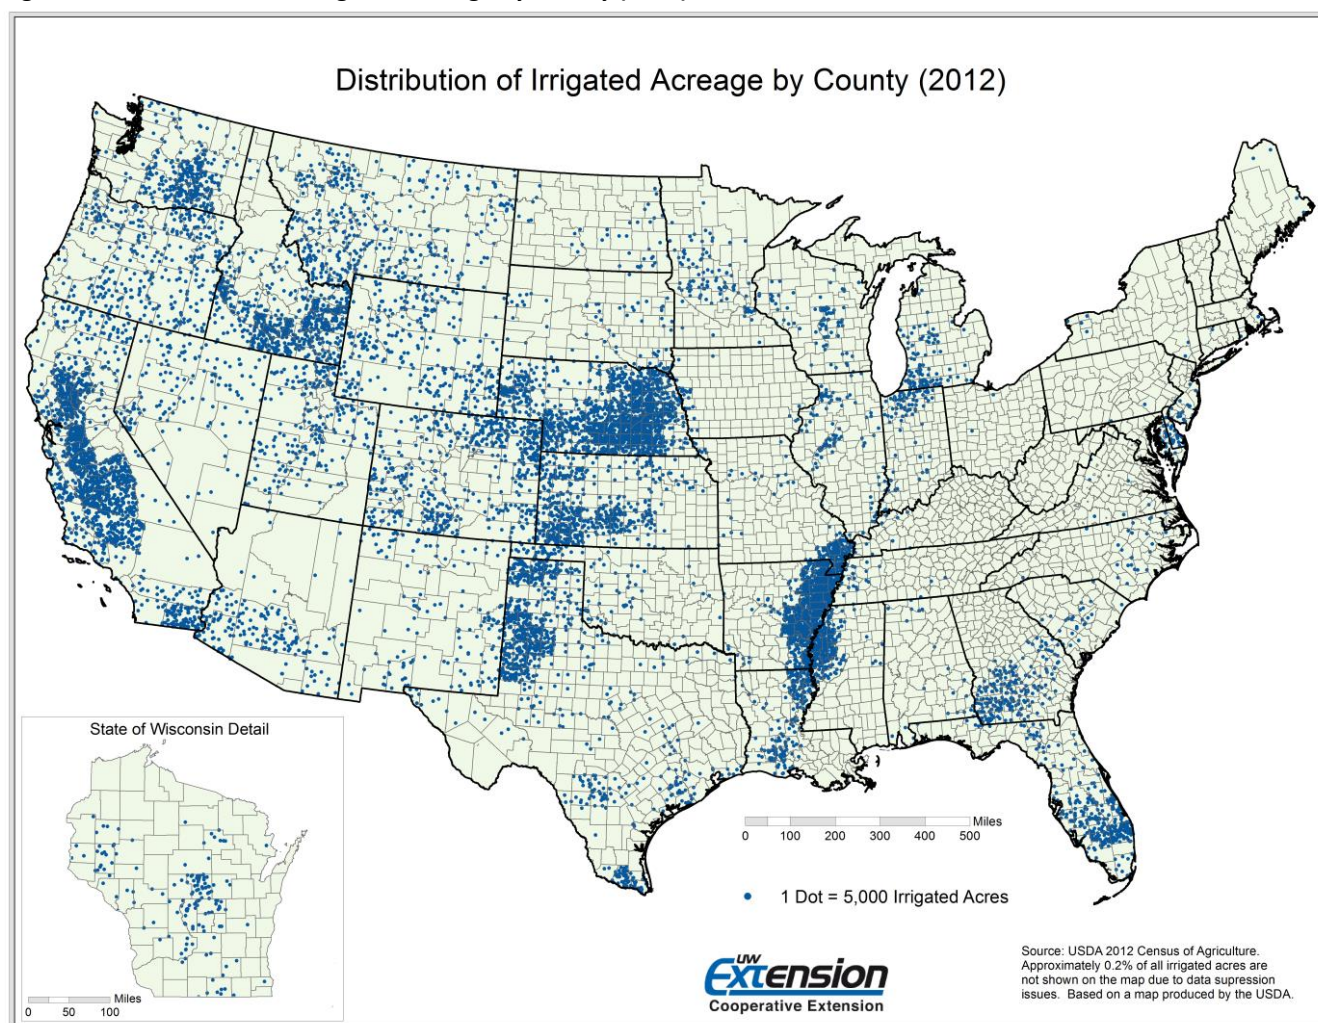 Distribution of Irrigated Acreage by County (2012)
State of Wisconsin Detail
Miles
0 50 100
Miles
0 100 200 300 400 500
1 Dot = 5,000 Irrigated Acres
UW
Extension
Cooperative Extension
Source: USDA 2012 Census of Agriculture.
Approximately 0.2% of all irrigated acres are
not shown on the map due to data supression
issues. Based on a map produced by the USDA.